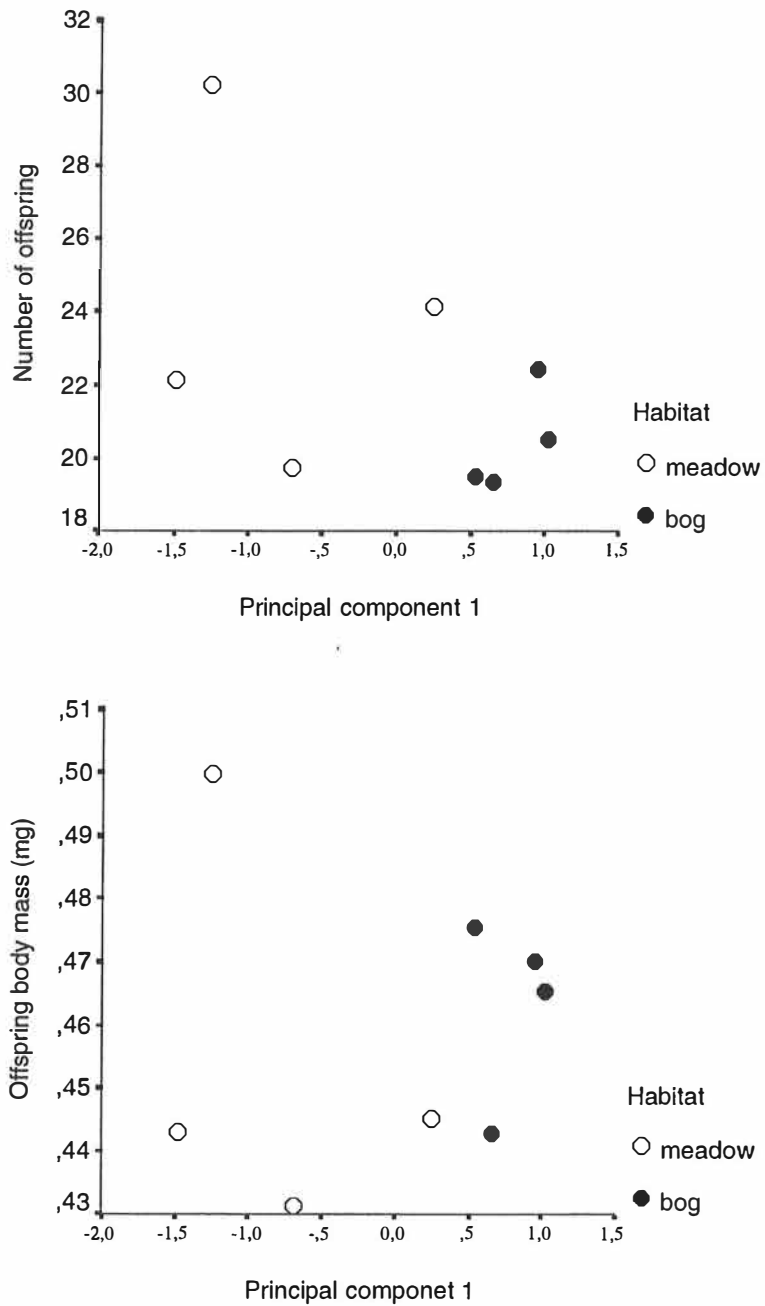 32
30
28
26
24
22
20
18
Number of offspring
-2,0 -1,5 -1,0 -,5 0,0 ,5 1,0 1,5
Principal component 1
Habitat
meadow
bog
,51
,50
,49
,48
,47
,46
,45
,44
,43
Offspring body mass (mg)
-2,0 -1,5 -1,0 -,5 0,0 ,5 1,0 1,5
Principal componet 1
Habitat
meadow
bog